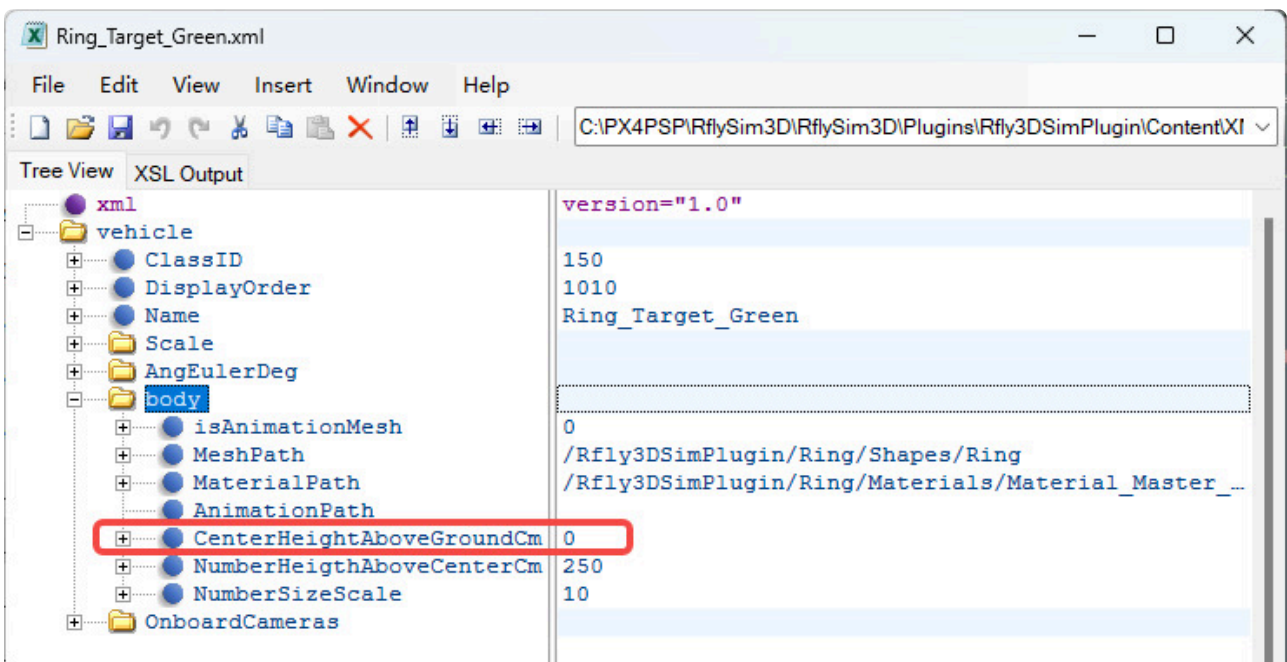 Ring_Target_Green.xml
File Edit View Insert Window Help
C:\PX4PSP\RflySim3D\RflySim3D\Plugins\Rfly3DSimPlugin\Content\XM
Tree View XSL Output
xml version="1.0"
vehicle
ClassID 150
DisplayOrder 1010
Name Ring_Target_Green
Scale
AngEulerDeg
body
isAnimationMesh 0
MeshPath /Rfly3DSimPlugin/Ring/Shapes/Ring
MaterialPath /Rfly3DSimPlugin/Ring/Materials/Material_Master_…
AnimationPath
CenterHeightAboveGroundCm 0
NumberHeigthAboveCenterCm 250
NumberSizeScale 10
OnboardCameras